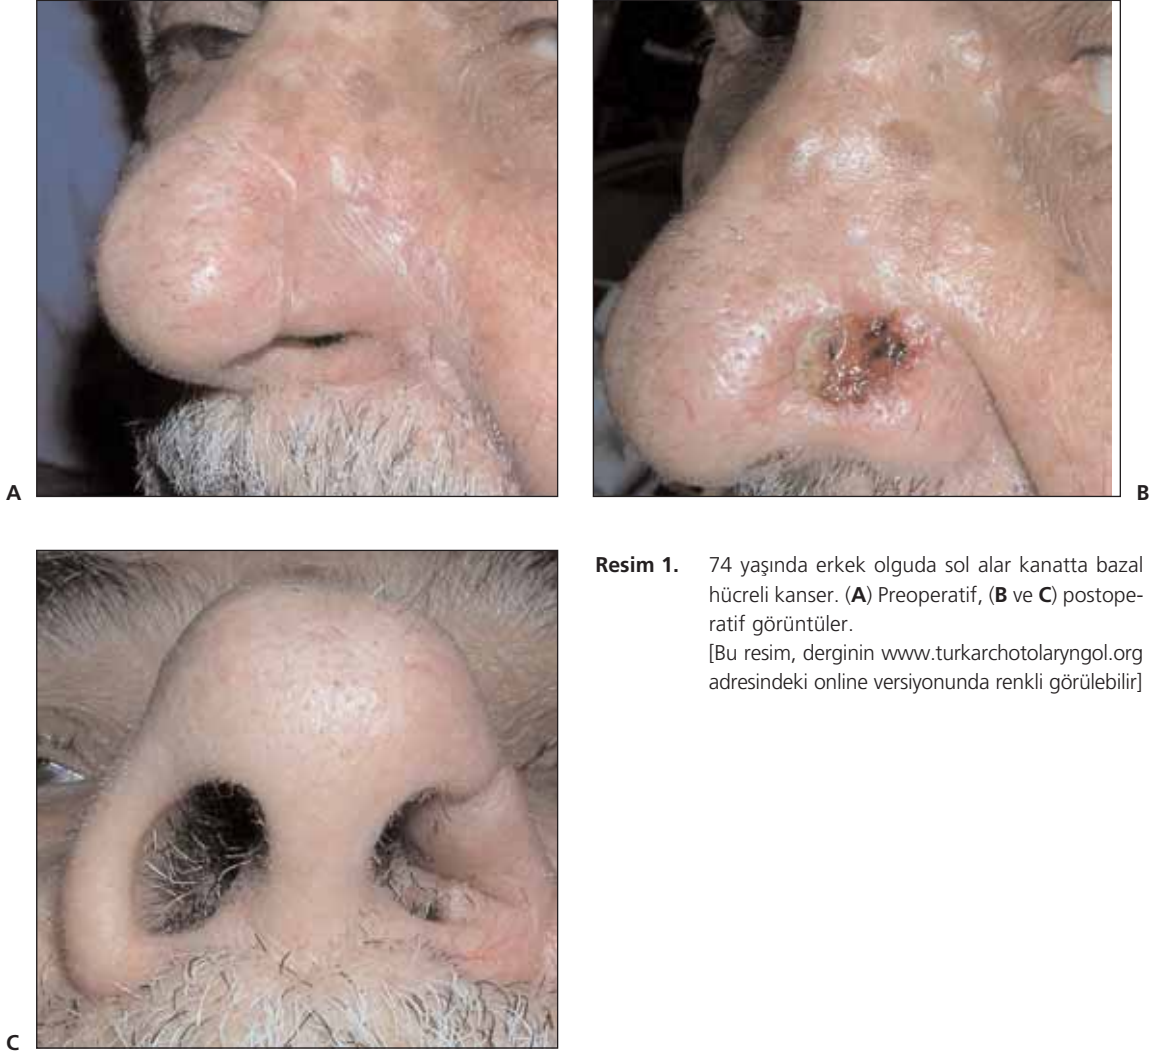 A
B
Resim 1. 74 yaşında erkek olguda sol alar kanatta bazal
hücreli kanser. (A) Preoperatif, (B ve C) postope-
ratif görüntüler.
[Bu resim, derginin www.turkarchotolaryngol.org
adresindeki online versiyonunda renkli görülebilir]
C